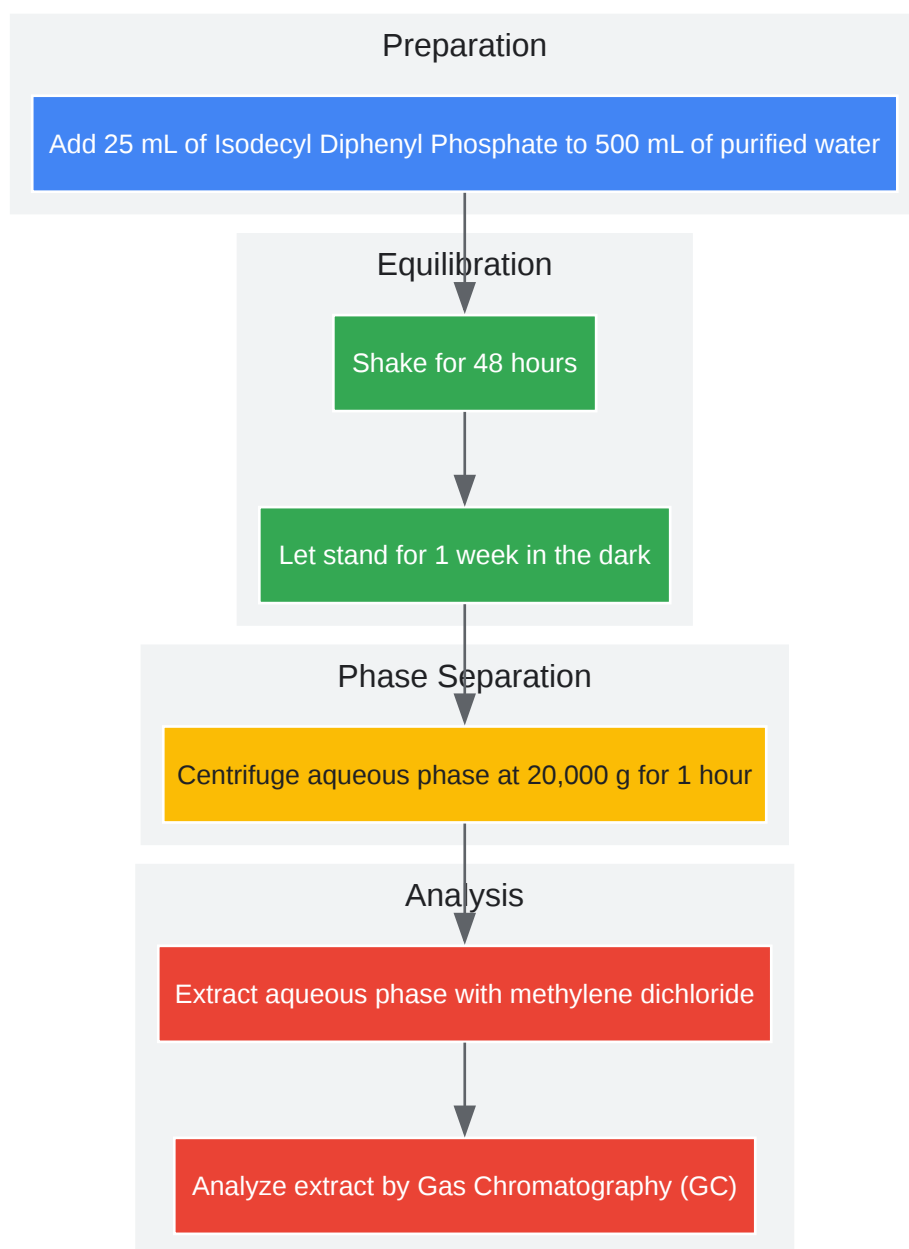 Preparation
Add 25 mL of Isodecyl Diphenyl Phosphate to 500 mL of purified water
Equilibration
Shake for 48 hours
Let stand for 1 week in the dark
Phase Separation
Centrifuge aqueous phase at 20,000 g for 1 hour
Analysis
Extract aqueous phase with methylene dichloride
Analyze extract by Gas Chromatography (GC)